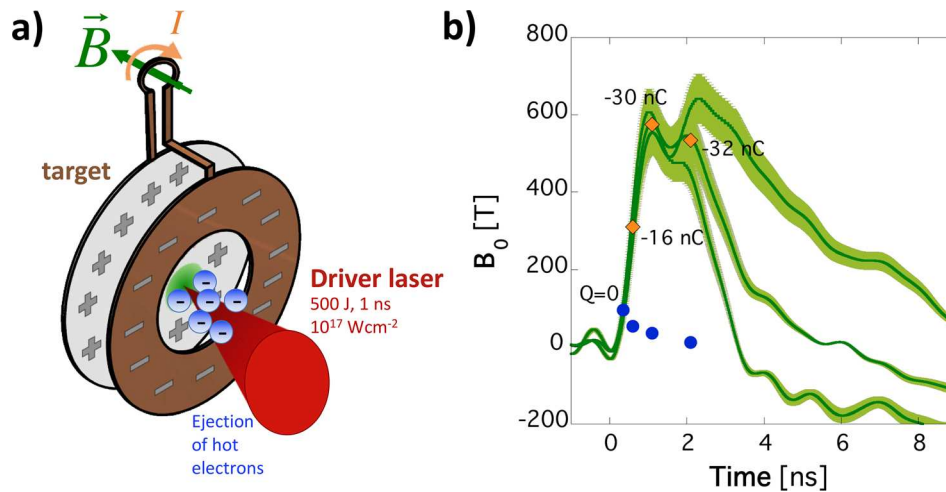 a)
B
I
target
Driver laser
500 J, 1 ns
10¹⁷ Wcm⁻²
Ejection
of hot
electrons
b)
B₀ [T]
800
600
400
200
0
-200
-30 nC
-32 nC
-16 nC
Q=0
0
2
4
6
8
Time [ns]